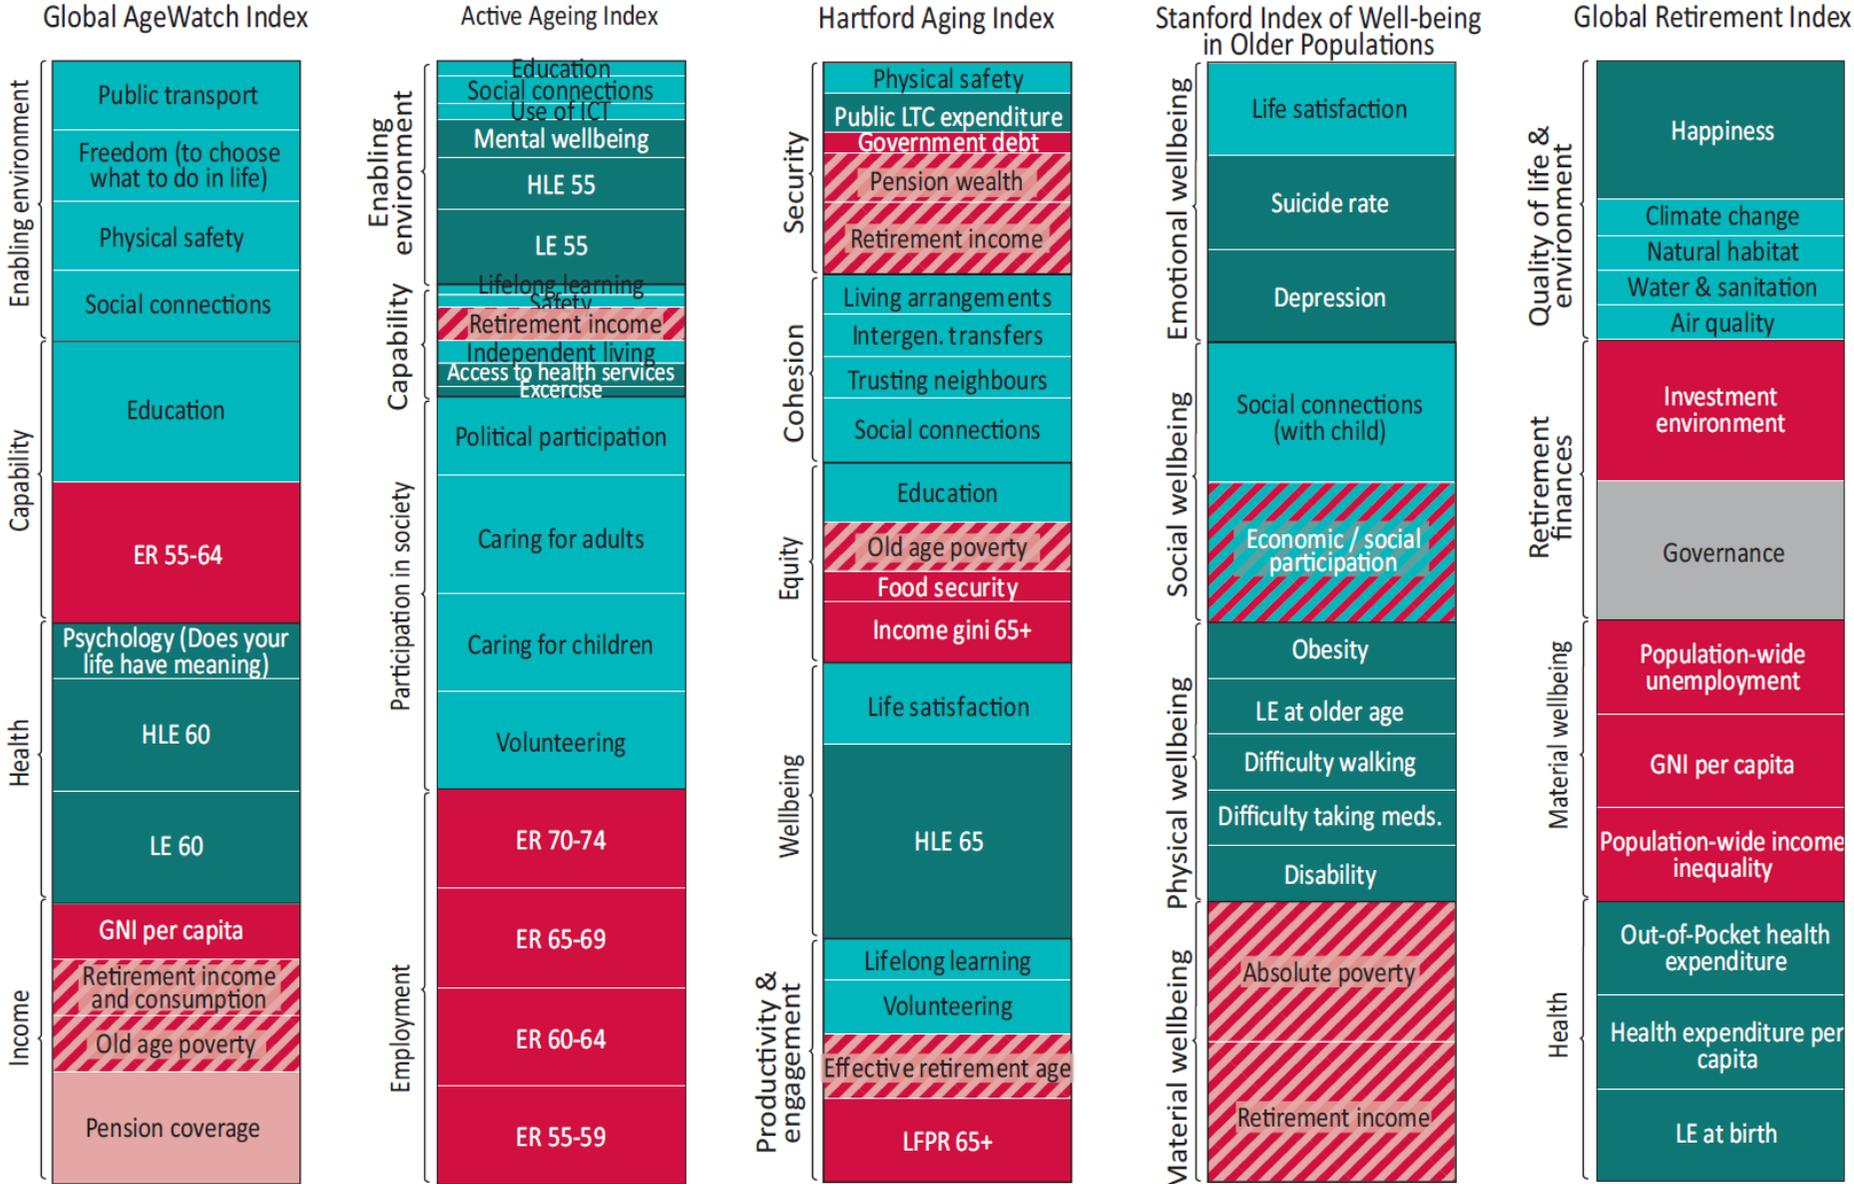 Global AgeWatch Index
Enabling environment
Public transport
Freedom (to choose
what to do in life)
Physical safety
Social connections
Capability
Education
ER 55-64
Health
Psychology (Does your
life have meaning)
HLE 60
LE 60
Income
GNI per capita
Retirement income
and consumption
Old age poverty
Pension coverage
Active Ageing Index
Enabling
environment
Education
Social connections
Use of ICT
Mental wellbeing
HLE 55
LE 55
Capability
Lifelong learning
Safety
Retirement income
Independent living
Access to health services
Excercise
Participation in society
Political participation
Caring for adults
Caring for children
Volunteering
Employment
ER 70-74
ER 65-69
ER 60-64
ER 55-59
Hartford Aging Index
Security
Physical safety
Public LTC expenditure
Government debt
Pension wealth
Retirement income
Cohesion
Living arrangements
Intergen. transfers
Trusting neighbours
Social connections
Equity
Education
Old age poverty
Food security
Income gini 65+
Wellbeing
Life satisfaction
HLE 65
Productivity &
engagement
Lifelong learning
Volunteering
Effective retirement age
LFPR 65+
Stanford Index of Well-being
in Older Populations
Emotional wellbeing
Life satisfaction
Suicide rate
Depression
Social wellbeing
Social connections
(with child)
Economic / social
participation
Physical wellbeing
Obesity
LE at older age
Difficulty walking
Difficulty taking meds.
Disability
Material wellbeing
Absolute poverty
Retirement income
Global Retirement Index
Quality of life &
environment
Happiness
Climate change
Natural habitat
Water & sanitation
Air quality
Retirement
finances
Investment
environment
Governance
Material wellbeing
Population-wide
unemployment
GNI per capita
Population-wide income
inequality
Health
Out-of-Pocket health
expenditure
Health expenditure per
capita
LE at birth